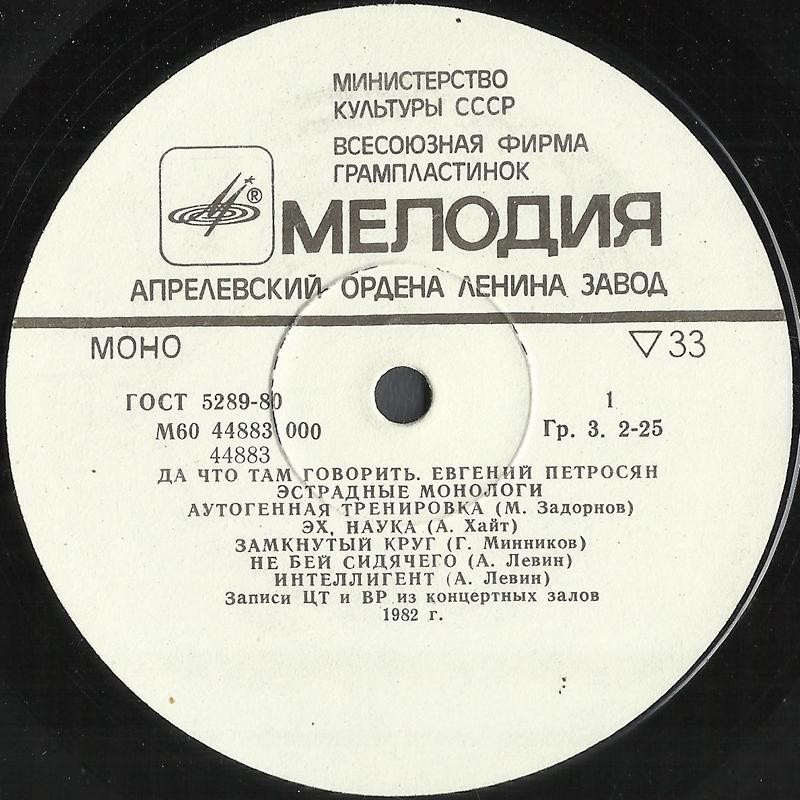 МИНИСТЕРСТВО
КУЛЬТУРЫ СССР
ВСЕСОЮЗНАЯ ФИРМА
ГРАМПЛАСТИНОК
®
МЕЛОДИЯ
АПРЕЛЕВСКИЙ ОРДЕНА ЛЕНИНА ЗАВОД
МОНО ▽33
ГОСТ 5289-80 1
М60 44883 000 Гр. 3. 2-25
44883
ДА ЧТО ТАМ ГОВОРИТЬ. ЕВГЕНИЙ ПЕТРОСЯН
ЭСТРАДНЫЕ МОНОЛОГИ
АУТОГЕННАЯ ТРЕНИРОВКА (М. Задорнов)
ЭХ, НАУКА (А. Хайт)
ЗАМКНУТЫЙ КРУГ (Г. Минников)
НЕ БЕЙ СИДЯЧЕГО (А. Левин)
ИНТЕЛЛИГЕНТ (А. Левин)
Записи ЦТ и ВР из концертных залов
1982 г.